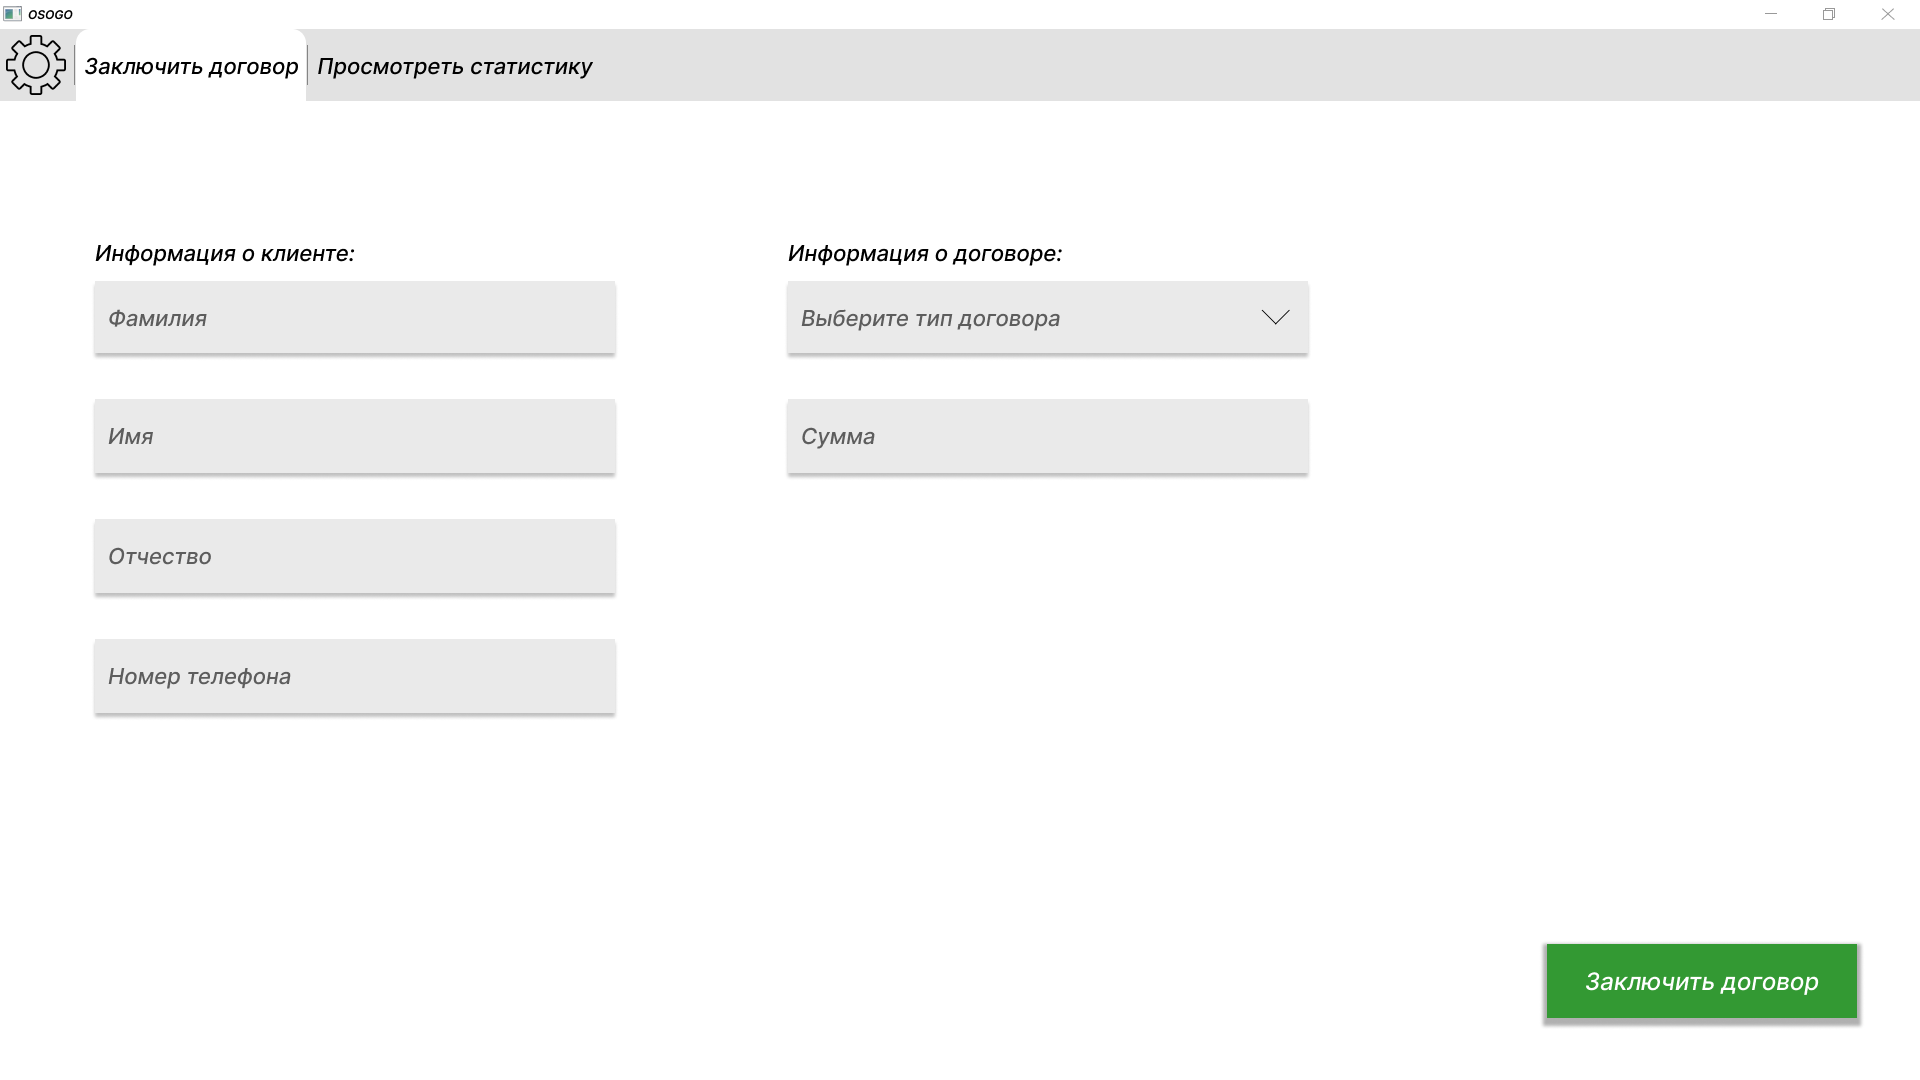 OSOGO
Заключить договор
Просмотреть статистику
Информация о клиенте:
Фамилия
Имя
Отчество
Номер телефона
Информация о договоре:
Выберите тип договора
Сумма
Заключить договор